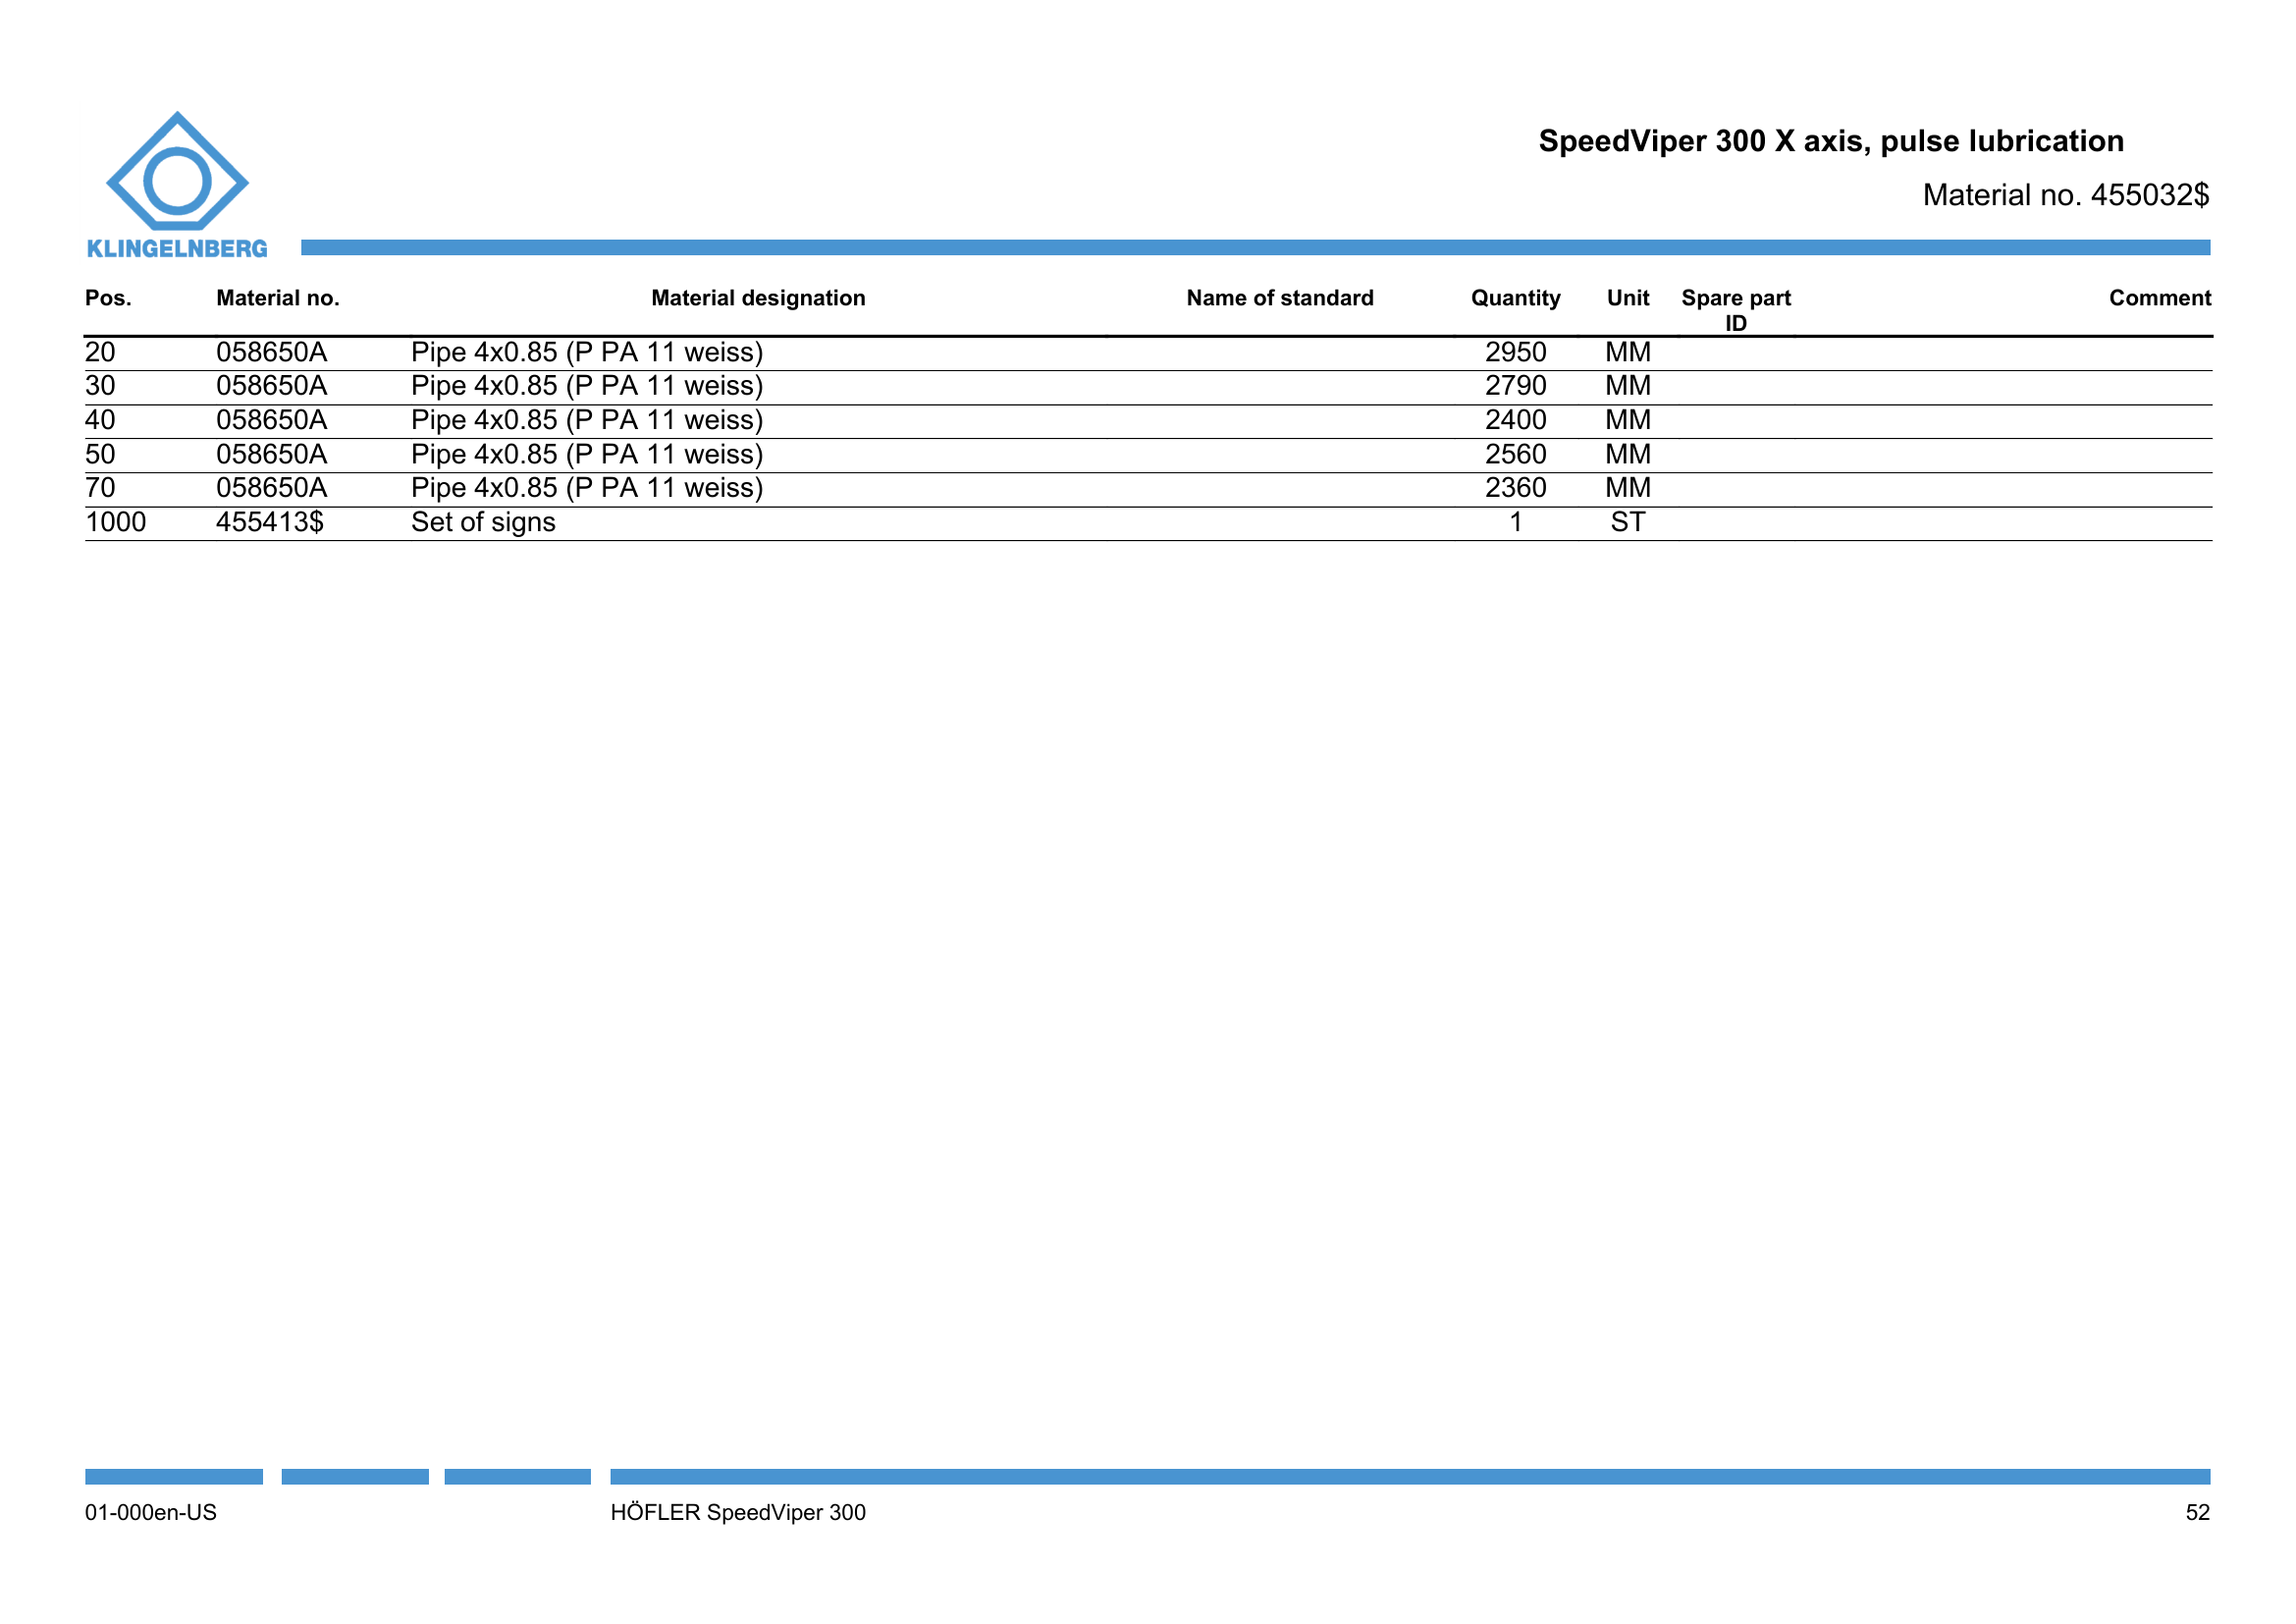 KLINGELNBERG
SpeedViper 300 X axis, pulse lubrication
Material no. 455032$
Pos. Material no. Material designation Name of standard Quantity Unit Spare part ID Comment
20 058650A Pipe 4x0.85 (P PA 11 weiss) 2950 MM
30 058650A Pipe 4x0.85 (P PA 11 weiss) 2790 MM
40 058650A Pipe 4x0.85 (P PA 11 weiss) 2400 MM
50 058650A Pipe 4x0.85 (P PA 11 weiss) 2560 MM
70 058650A Pipe 4x0.85 (P PA 11 weiss) 2360 MM
1000 455413$ Set of signs 1 ST
01-000en-US HÖFLER SpeedViper 300 52